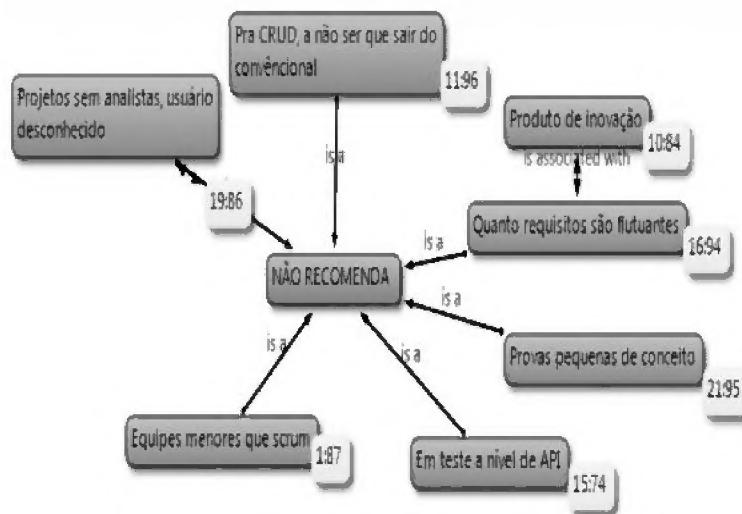 Pra CRUD, a não ser que sair do
convêncional
11:96
Projetos sem analistas, usuário
desconhecido
19:86
is a
Produto de inovação
10:84
is associated with
Quanto requisitos são flutuantes
16:94
is a
NÃO RECOMENDA
is a
Provas pequenas de conceito
21:95
is a
is a
Equipes menores que scrum
1:87
Em teste a nivel de API
15:74